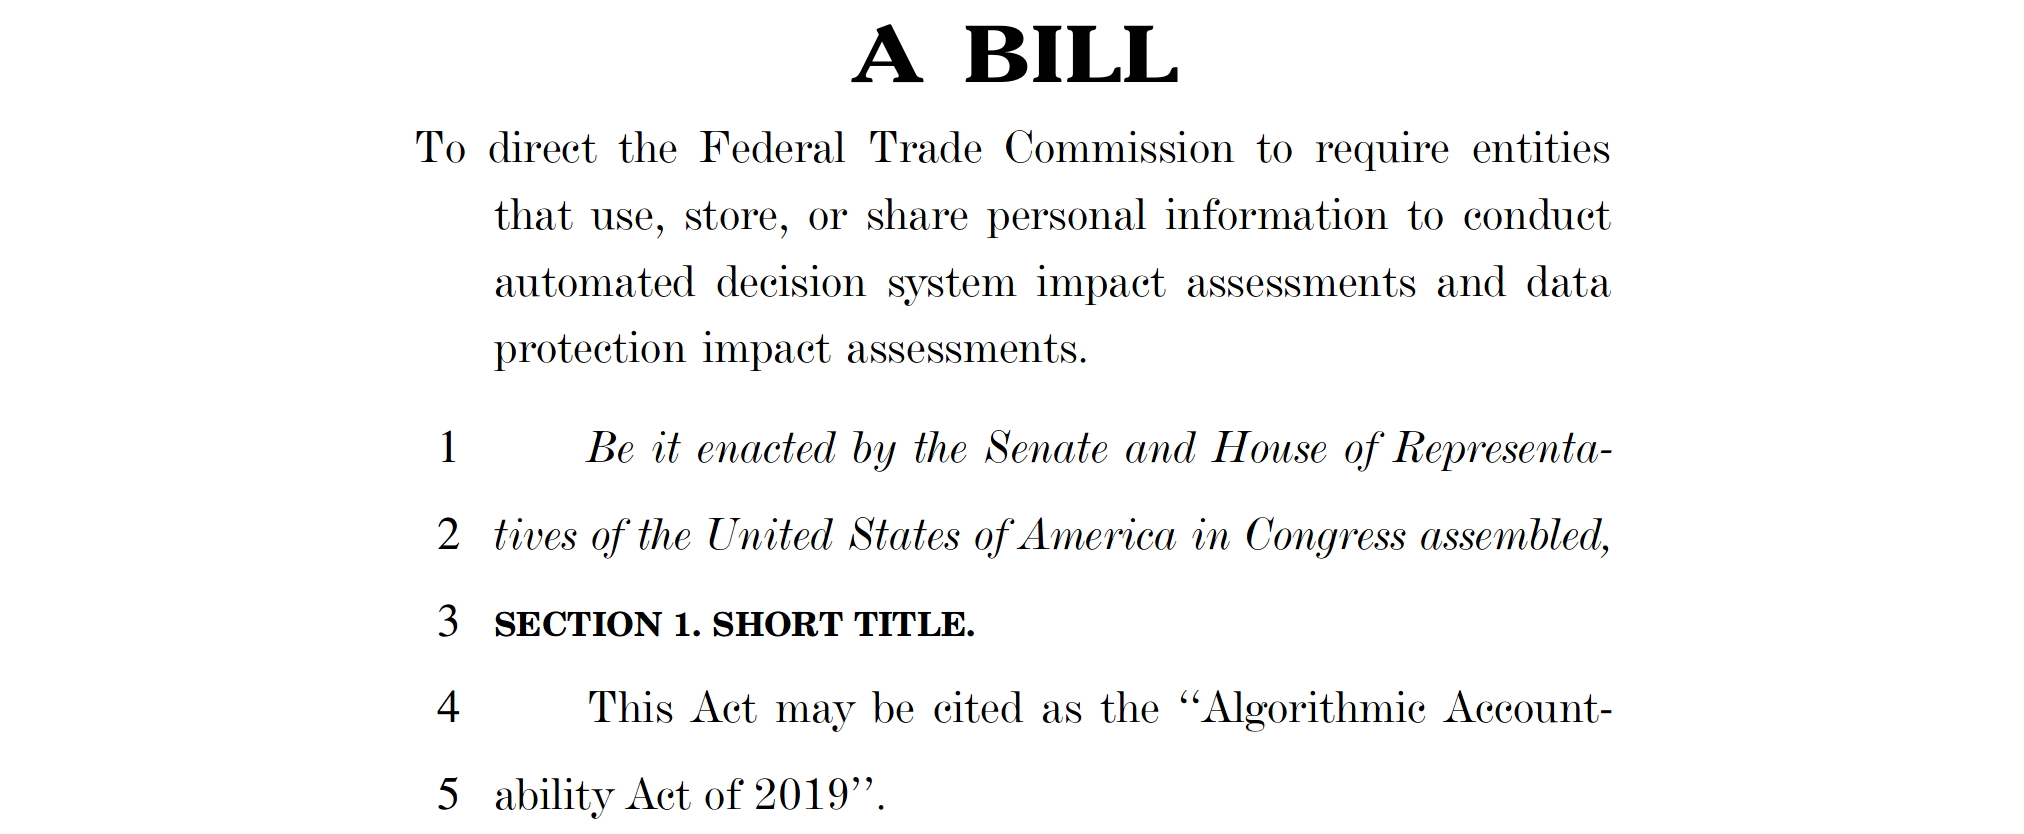 A BILL
To direct the Federal Trade Commission to require entities
that use, store, or share personal information to conduct
automated decision system impact assessments and data
protection impact assessments.
1 Be it enacted by the Senate and House of Representa-
2 tives of the United States of America in Congress assembled,
3 SECTION 1. SHORT TITLE.
4 This Act may be cited as the ‘‘Algorithmic Account-
5 ability Act of 2019’’.